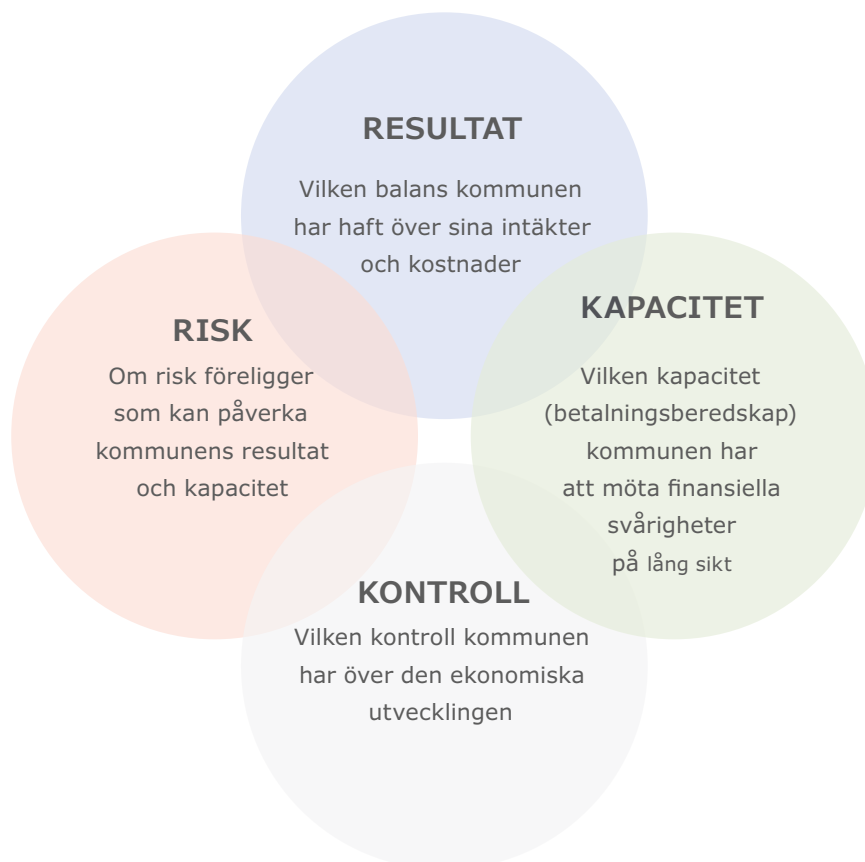 RESULTAT
Vilken balans kommunen
har haft över sina intäkter
och kostnader
RISK
Om risk föreligger
som kan påverka
kommunens resultat
och kapacitet
KAPACITET
Vilken kapacitet
(betalningsberedskap)
kommunen har
att möta finansiella
svårigheter
på lång sikt
KONTROLL
Vilken kontroll kommunen
har över den ekonomiska
utvecklingen